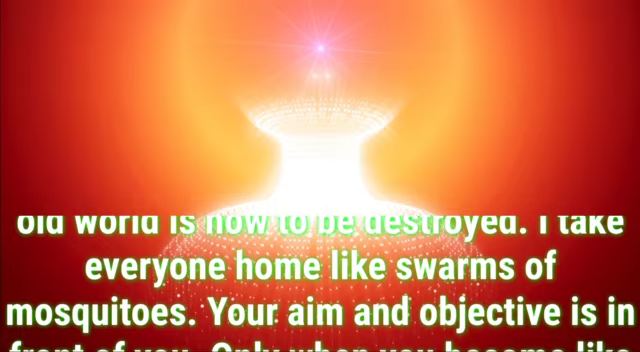 old world is now to be destroyed. I take
everyone home like swarms of
mosquitoes. Your aim and objective is in
front of you. Only when you become like